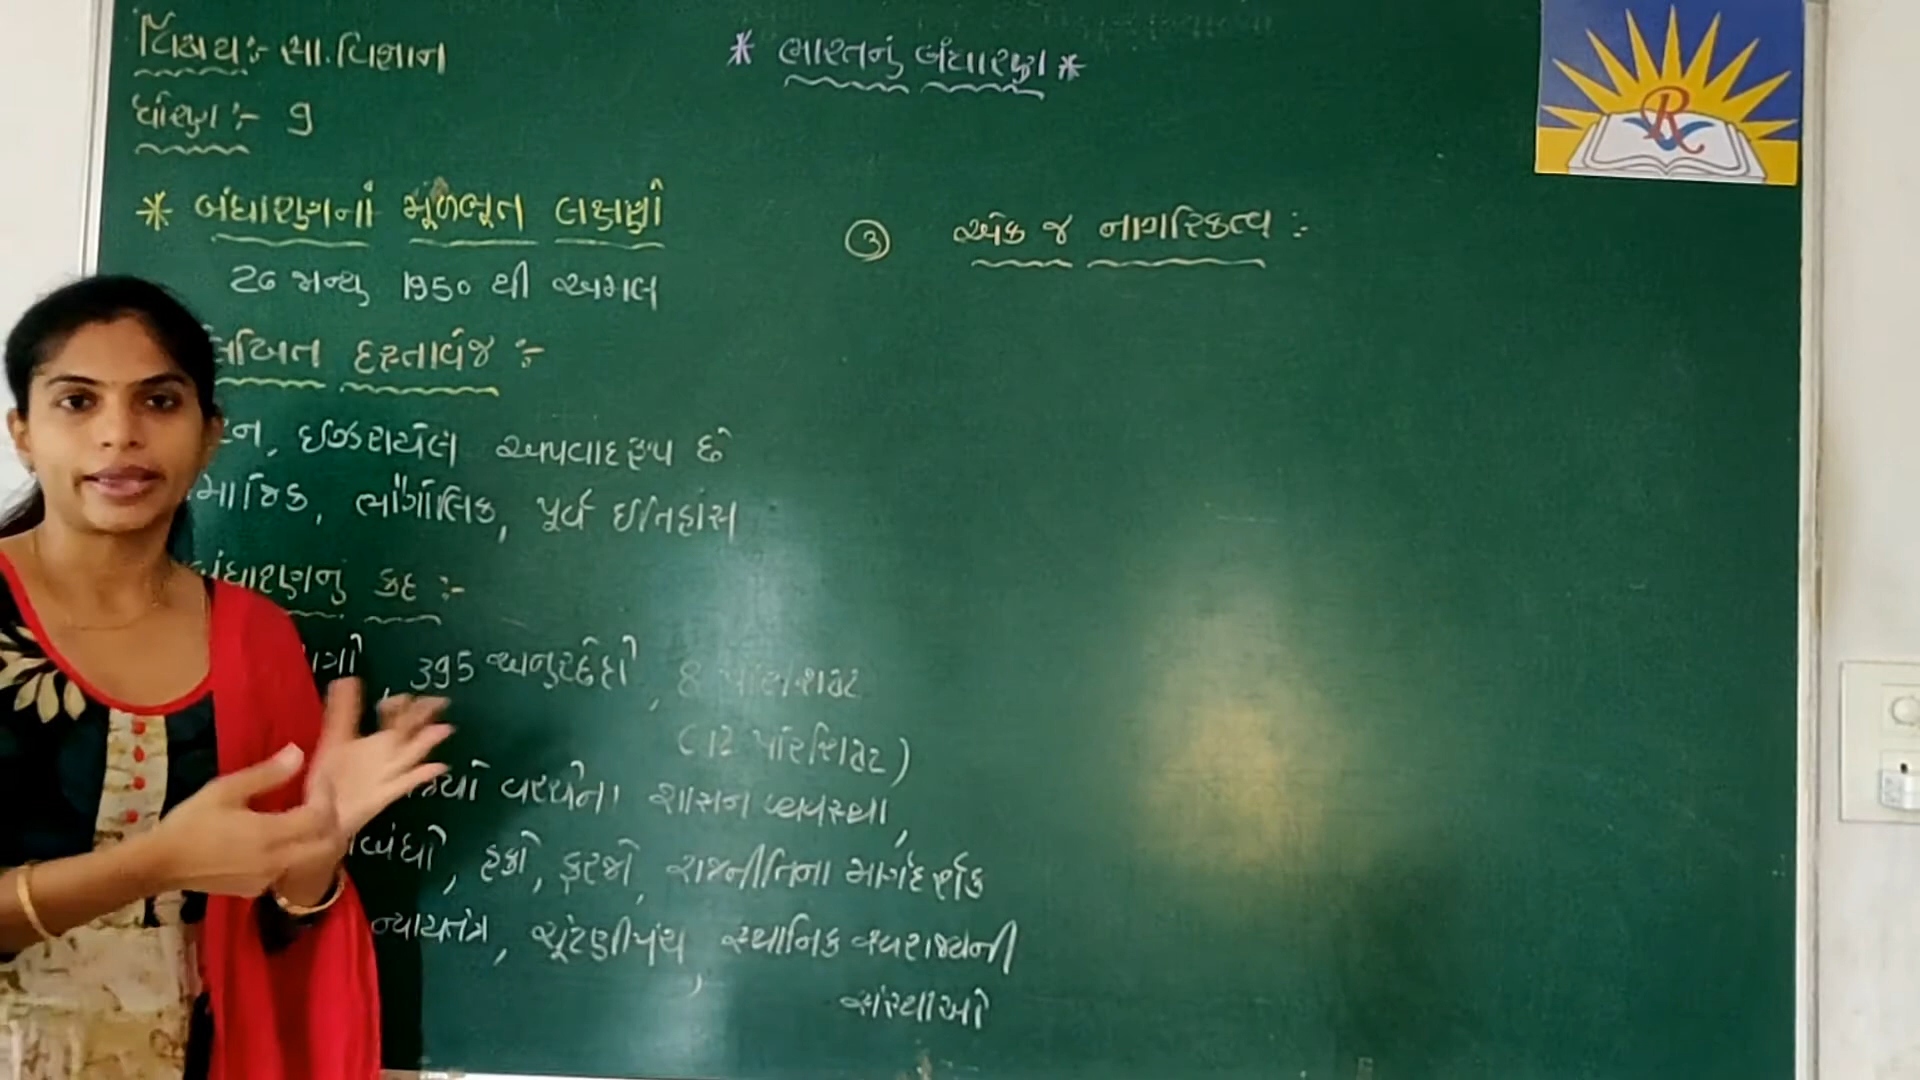 વિષય :- સા. વિજ્ઞાન
* ભારતનું બંધારણ *
ધોરણ :- 9
* બંધારણનાં મૂળભૂત લક્ષણો
26 જાન્યુ 1950 થી અમલ
લિખિત દસ્તાવેજ :-
ટન, ઈઝરાયેલ અપવાદરૂપ છે
માજિક, ભૌગોલિક, પૂર્વ ઈતિહાસ
બંધારણનું કદ :-
ાગો, 395 અનુચ્છેદો, 8 પરિશિષ્ટ
(12 પરિશિષ્ટ)
જ્યો વચ્ચેના શાસન વ્યવસ્થા,
બંધો, હકો, ફરજો, રાજનીતિના માર્ગદર્શક
ન્યાયતંત્ર, ચૂંટણીપંચ, સ્થાનિક સ્વરાજ્યની
સંસ્થાઓ
③ એક જ નાગરિકત્વ :-
R